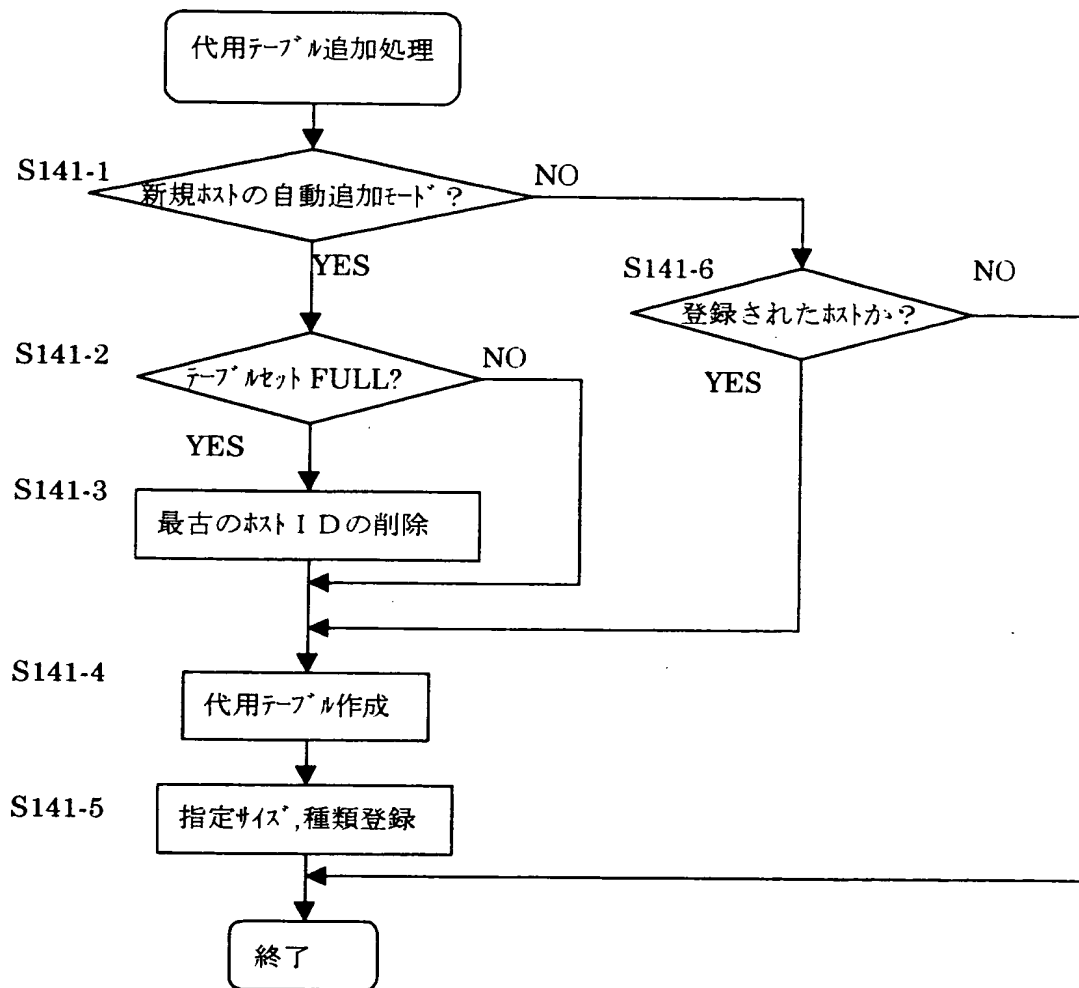 代用ﾃｰﾌﾞﾙ追加処理
S141-1
新規ﾎｽﾄの自動追加ﾓｰﾄﾞ？
NO
YES
S141-6
登録されたﾎｽﾄか？
NO
YES
S141-2
ﾃｰﾌﾞﾙｾｯﾄ FULL?
NO
YES
S141-3
最古のﾎｽﾄＩＤの削除
S141-4
代用ﾃｰﾌﾞﾙ作成
S141-5
指定ｻｲｽﾞ,種類登録
終了